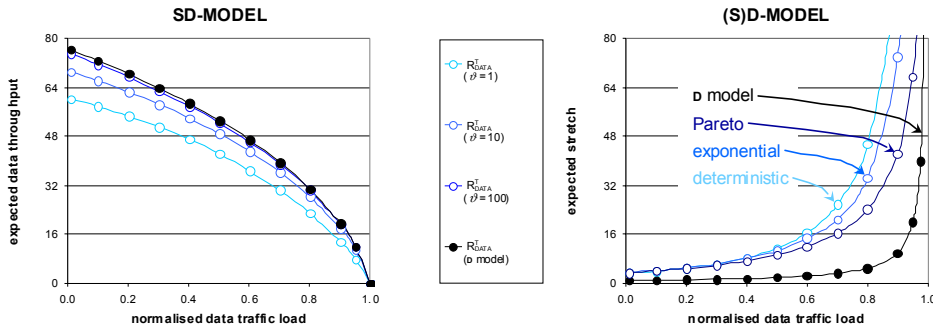 SD-MODEL
expected data throughput
80
64
48
32
16
0
0.0 0.2 0.4 0.6 0.8 1.0
normalised data traffic load
R^T_DATA
(ϑ = 1)
R^T_DATA
(ϑ = 10)
R^T_DATA
(ϑ = 100)
R^T_DATA
(D model)
(S)D-MODEL
expected stretch
80
64
48
32
16
0
D model
Pareto
exponential
deterministic
0.0 0.2 0.4 0.6 0.8 1.0
normalised data traffic load